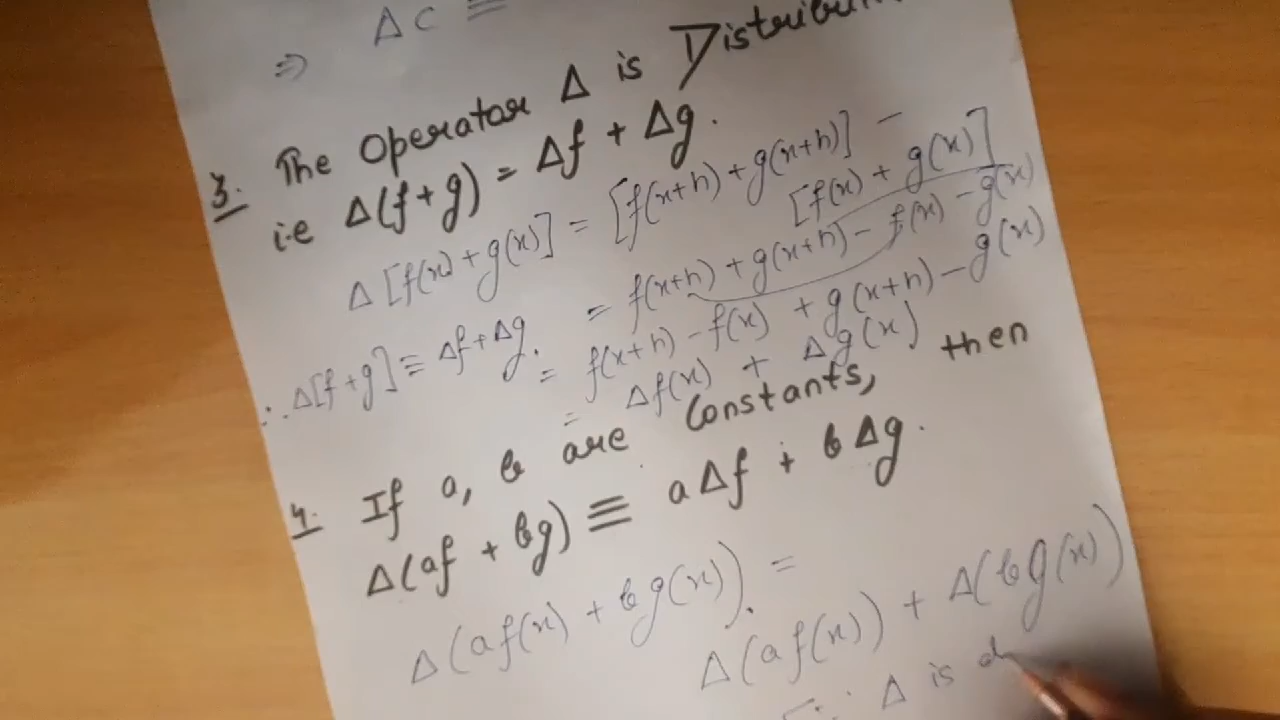 ⇒ Δc ≡
3. The Operator Δ is
i.e Δ(f+g) = Δf + Δg.
Δ[f(x)+g(x)] = [f(x+h)+g(x+h)] −
[f(x) + g(x)]
= f(x+h) + g(x+h) − f(x) − g(x)
∴ Δ[f+g] ≡ Δf+Δg. = f(x+h) − f(x) + g(x+h) − g(x)
= Δf(x) + Δg(x)
4. If a, b are Constants, then
Δ(af + bg) ≡ aΔf + bΔg.
Δ(af(x) + bg(x)) =
Δ(af(x)) + Δ(bg(x))
[∵ Δ is